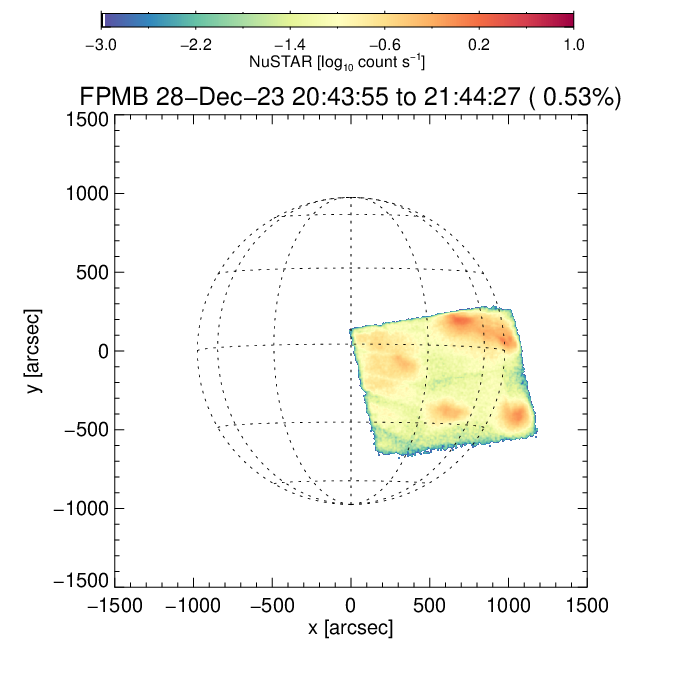 −3.0 −2.2 −1.4 −0.6 0.2 1.0
NuSTAR [log₁₀ count s⁻¹]
FPMB 28−Dec−23 20:43:55 to 21:44:27 ( 0.53%)
1500
1000
500
0
−500
−1000
−1500
y [arcsec]
−1500 −1000 −500 0 500 1000 1500
x [arcsec]